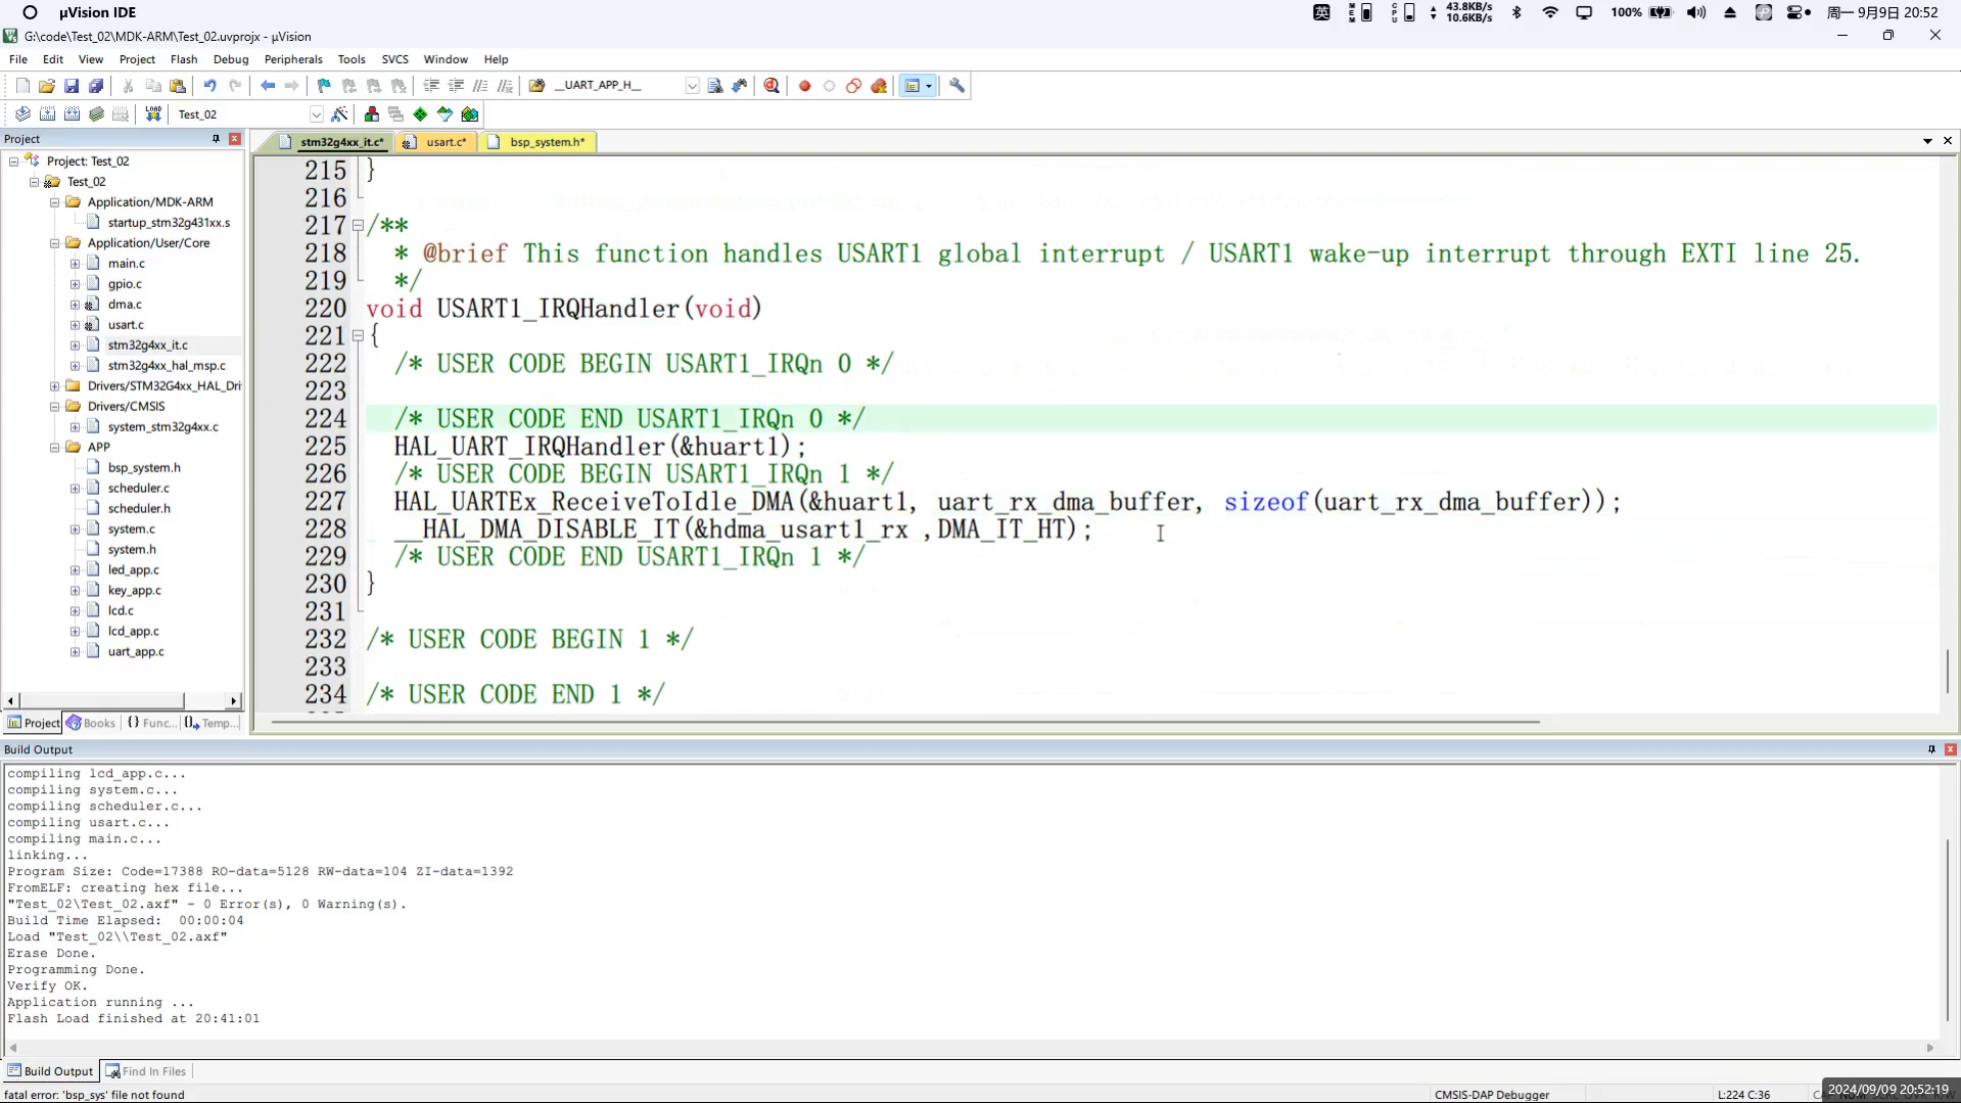 µVision IDE
英
MEM
CPU
43.8KB/s
10.6KB/s
100%
周一 9月9日 20:52
G:\code\Test_02\MDK-ARM\Test_02.uvprojx - µVision
File Edit View Project Flash Debug Peripherals Tools SVCS Window Help
__UART_APP_H__
LOAD
Test_02
Project
stm32g4xx_it.c*
usart.c*
bsp_system.h*
Project: Test_02
Test_02
Application/MDK-ARM
startup_stm32g431xx.s
Application/User/Core
main.c
gpio.c
dma.c
usart.c
stm32g4xx_it.c
stm32g4xx_hal_msp.c
Drivers/STM32G4xx_HAL_Dri
Drivers/CMSIS
system_stm32g4xx.c
APP
bsp_system.h
scheduler.c
scheduler.h
system.c
system.h
led_app.c
key_app.c
lcd.c
lcd_app.c
uart_app.c
Project Books {} Func... Temp...
215 }
216
217 /**
218 * @brief This function handles USART1 global interrupt / USART1 wake-up interrupt through EXTI line 25.
219 */
220 void USART1_IRQHandler(void)
221 {
222 /* USER CODE BEGIN USART1_IRQn 0 */
223
224 /* USER CODE END USART1_IRQn 0 */
225 HAL_UART_IRQHandler(&huart1);
226 /* USER CODE BEGIN USART1_IRQn 1 */
227 HAL_UARTEx_ReceiveToIdle_DMA(&huart1, uart_rx_dma_buffer, sizeof(uart_rx_dma_buffer));
228 __HAL_DMA_DISABLE_IT(&hdma_usart1_rx ,DMA_IT_HT);
229 /* USER CODE END USART1_IRQn 1 */
230 }
231
232 /* USER CODE BEGIN 1 */
233
234 /* USER CODE END 1 */
Build Output
compiling lcd_app.c...
compiling system.c...
compiling scheduler.c...
compiling usart.c...
compiling main.c...
linking...
Program Size: Code=17388 RO-data=5128 RW-data=104 ZI-data=1392
FromELF: creating hex file...
"Test_02\Test_02.axf" - 0 Error(s), 0 Warning(s).
Build Time Elapsed:  00:00:04
Load "Test_02\\Test_02.axf"
Erase Done.
Programming Done.
Verify OK.
Application running ...
Flash Load finished at 20:41:01
Build Output Find In Files
fatal error: 'bsp_sys' file not found
CMSIS-DAP Debugger
L:224 C:36
2024/09/09 20:52:19